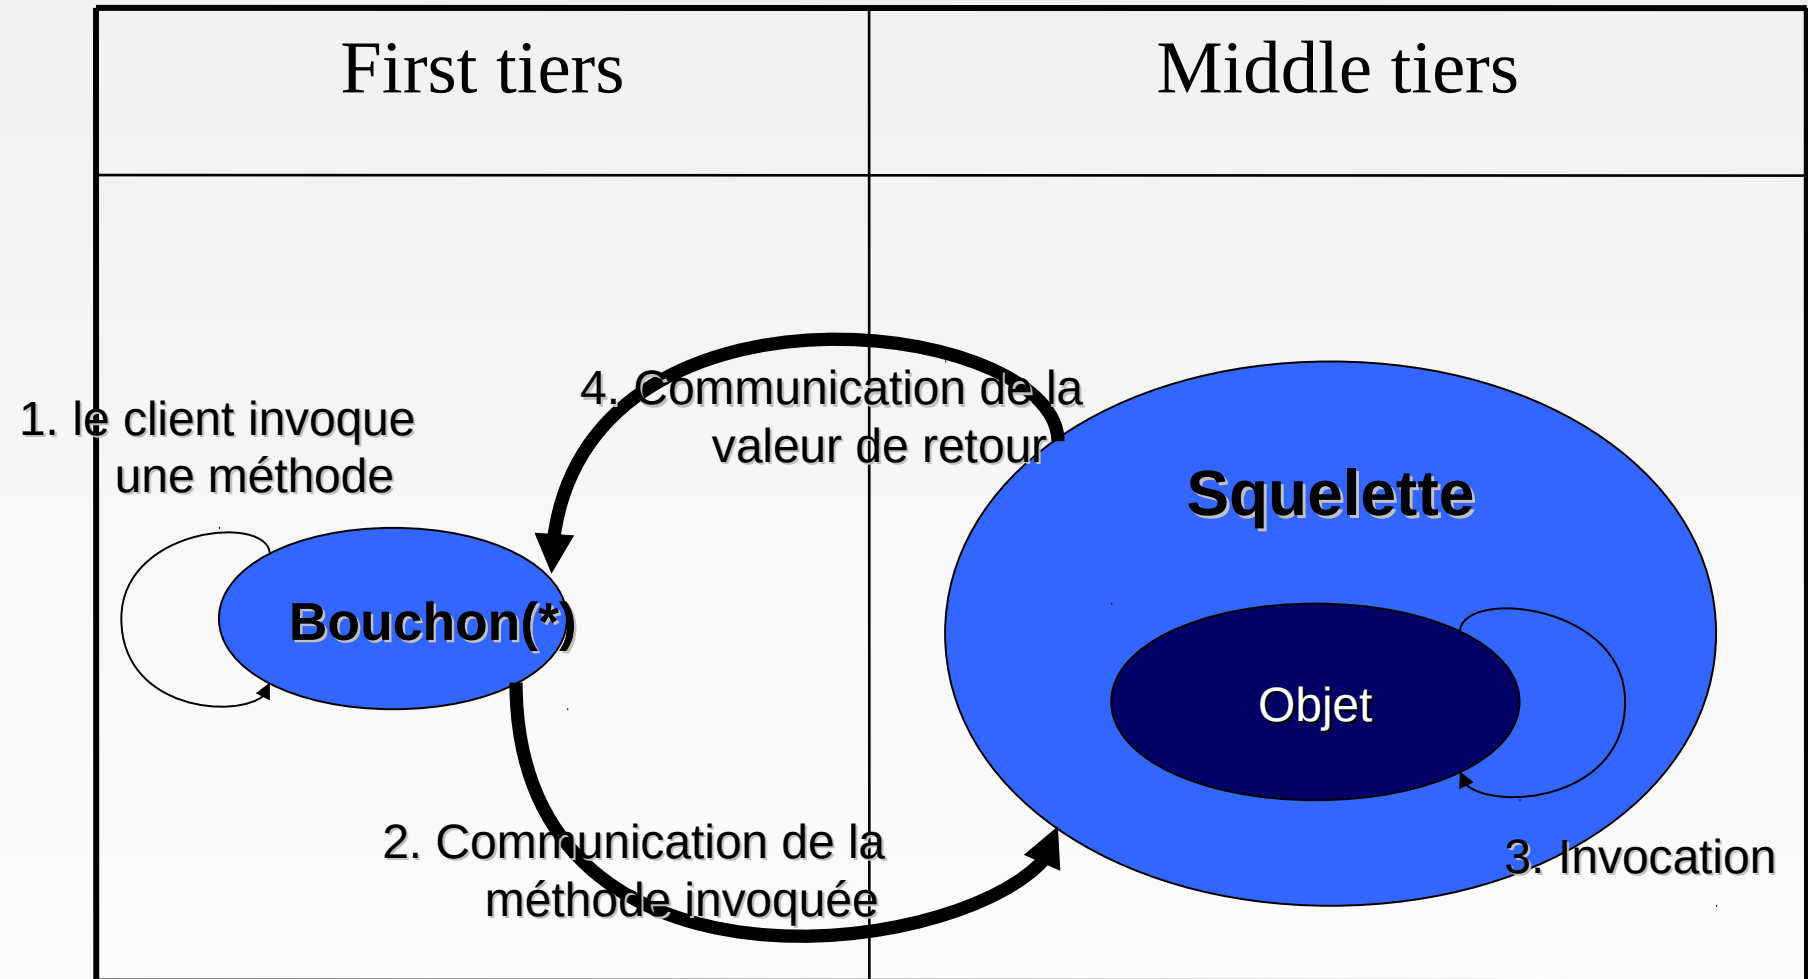 First tiers
Middle tiers
4. Communication de la
valeur de retour
1. le client invoque
une méthode
Squelette
Bouchon(*)
Objet
2. Communication de la
méthode invoquée
3. Invocation